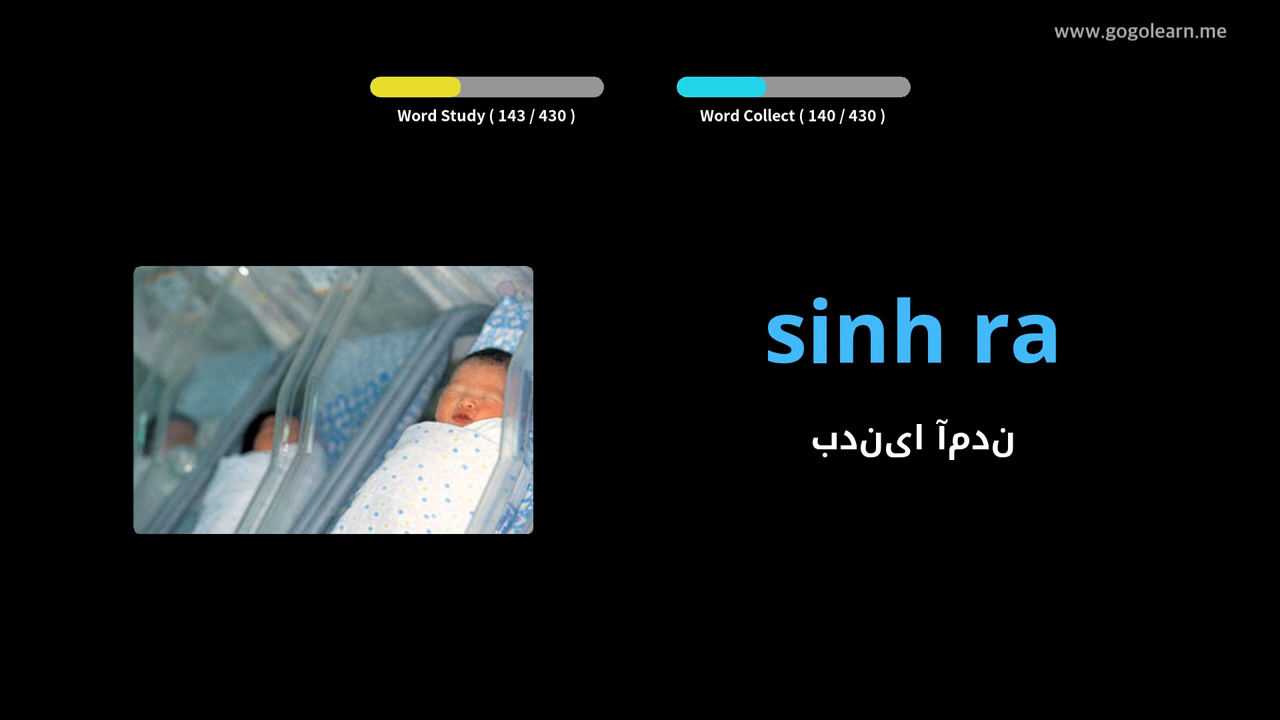 www.gogolearn.me
Word Study ( 143 / 430 )
Word Collect ( 140 / 430 )
sinh ra
بدنیا آمدن